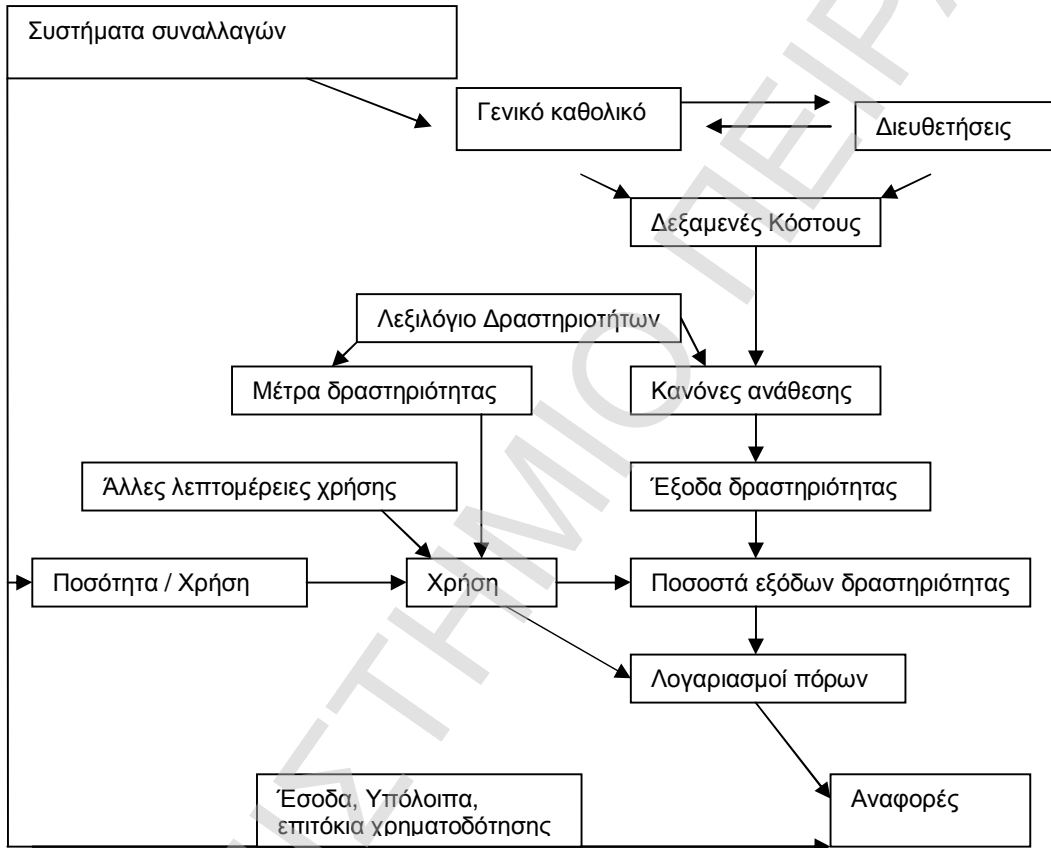 Συστήματα συναλλαγών
Γενικό καθολικό
Διευθετήσεις
Δεξαμενές Κόστους
Λεξιλόγιο Δραστηριοτήτων
Μέτρα δραστηριότητας
Κανόνες ανάθεσης
Άλλες λεπτομέρειες χρήσης
Έξοδα δραστηριότητας
Ποσότητα / Χρήση
Χρήση
Ποσοστά εξόδων δραστηριότητας
Λογαριασμοί πόρων
Έσοδα, Υπόλοιπα,
επιτόκια χρηματοδότησης
Αναφορές